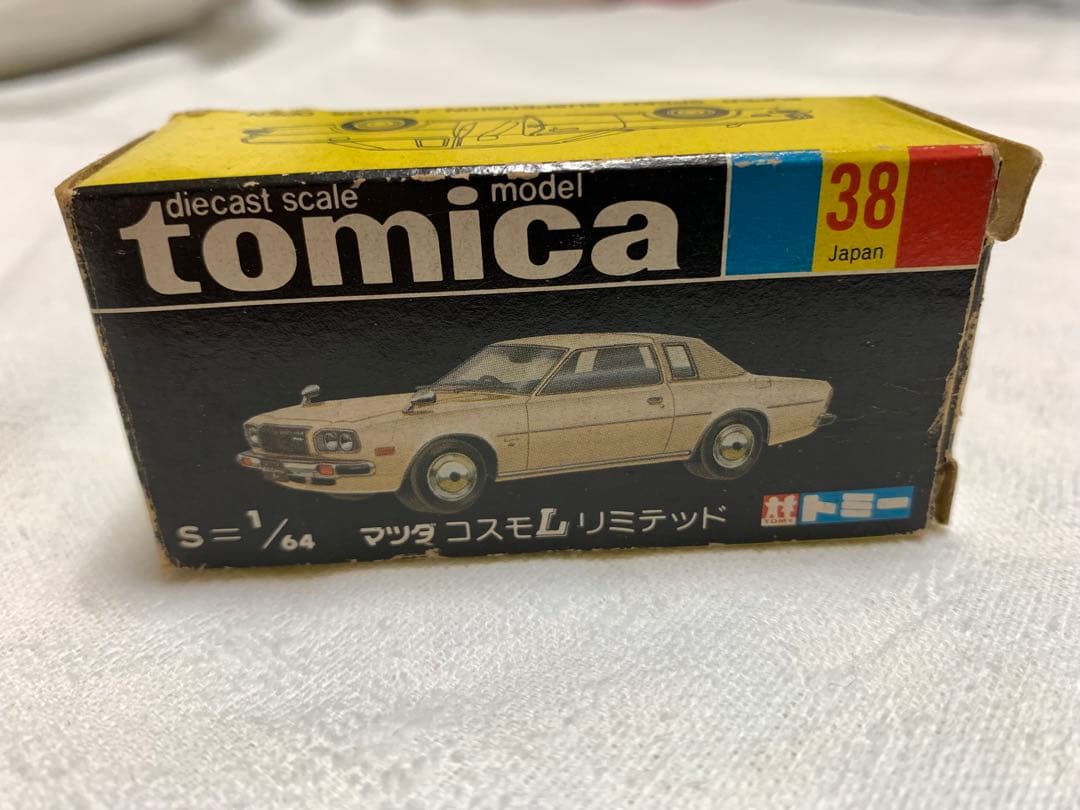 diecast scale model
tomica
38
Japan
S=1/64
マツダ コスモL リミテッド
TOMY
トミー